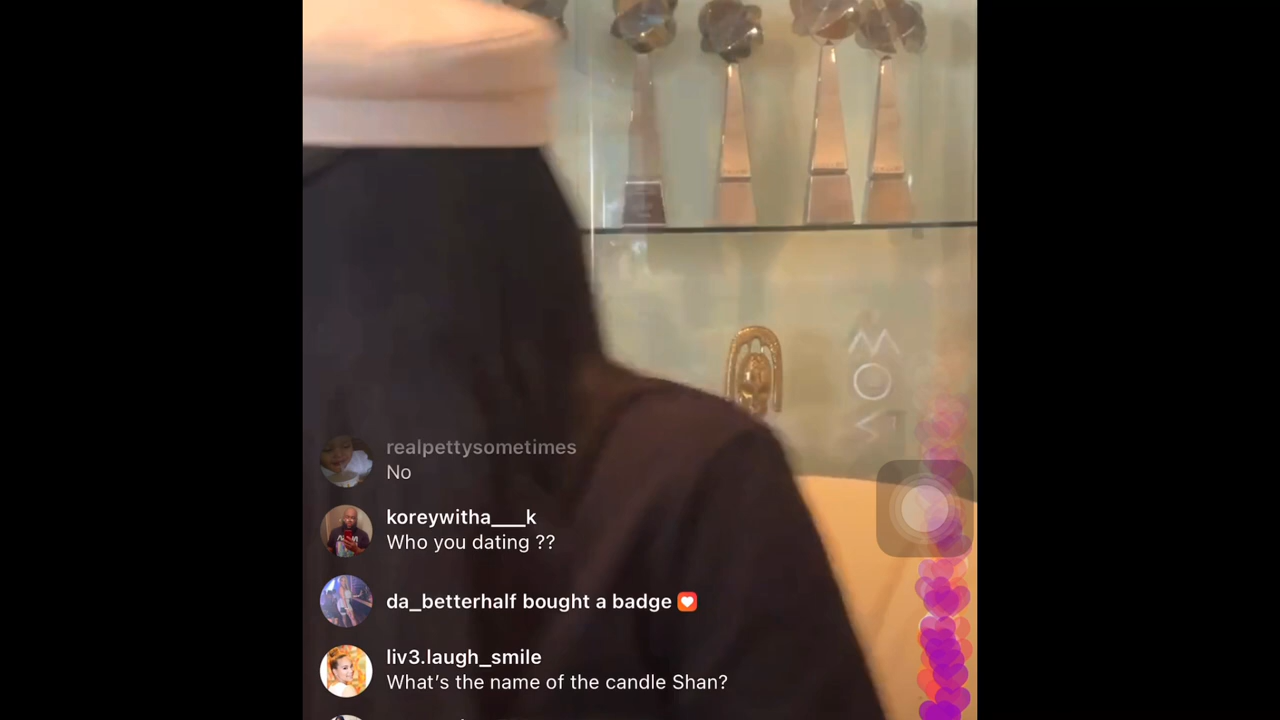 realpettysometimes
No
koreywitha___k
Who you dating ??
da_betterhalf bought a badge
liv3.laugh_smile
What's the name of the candle Shan?